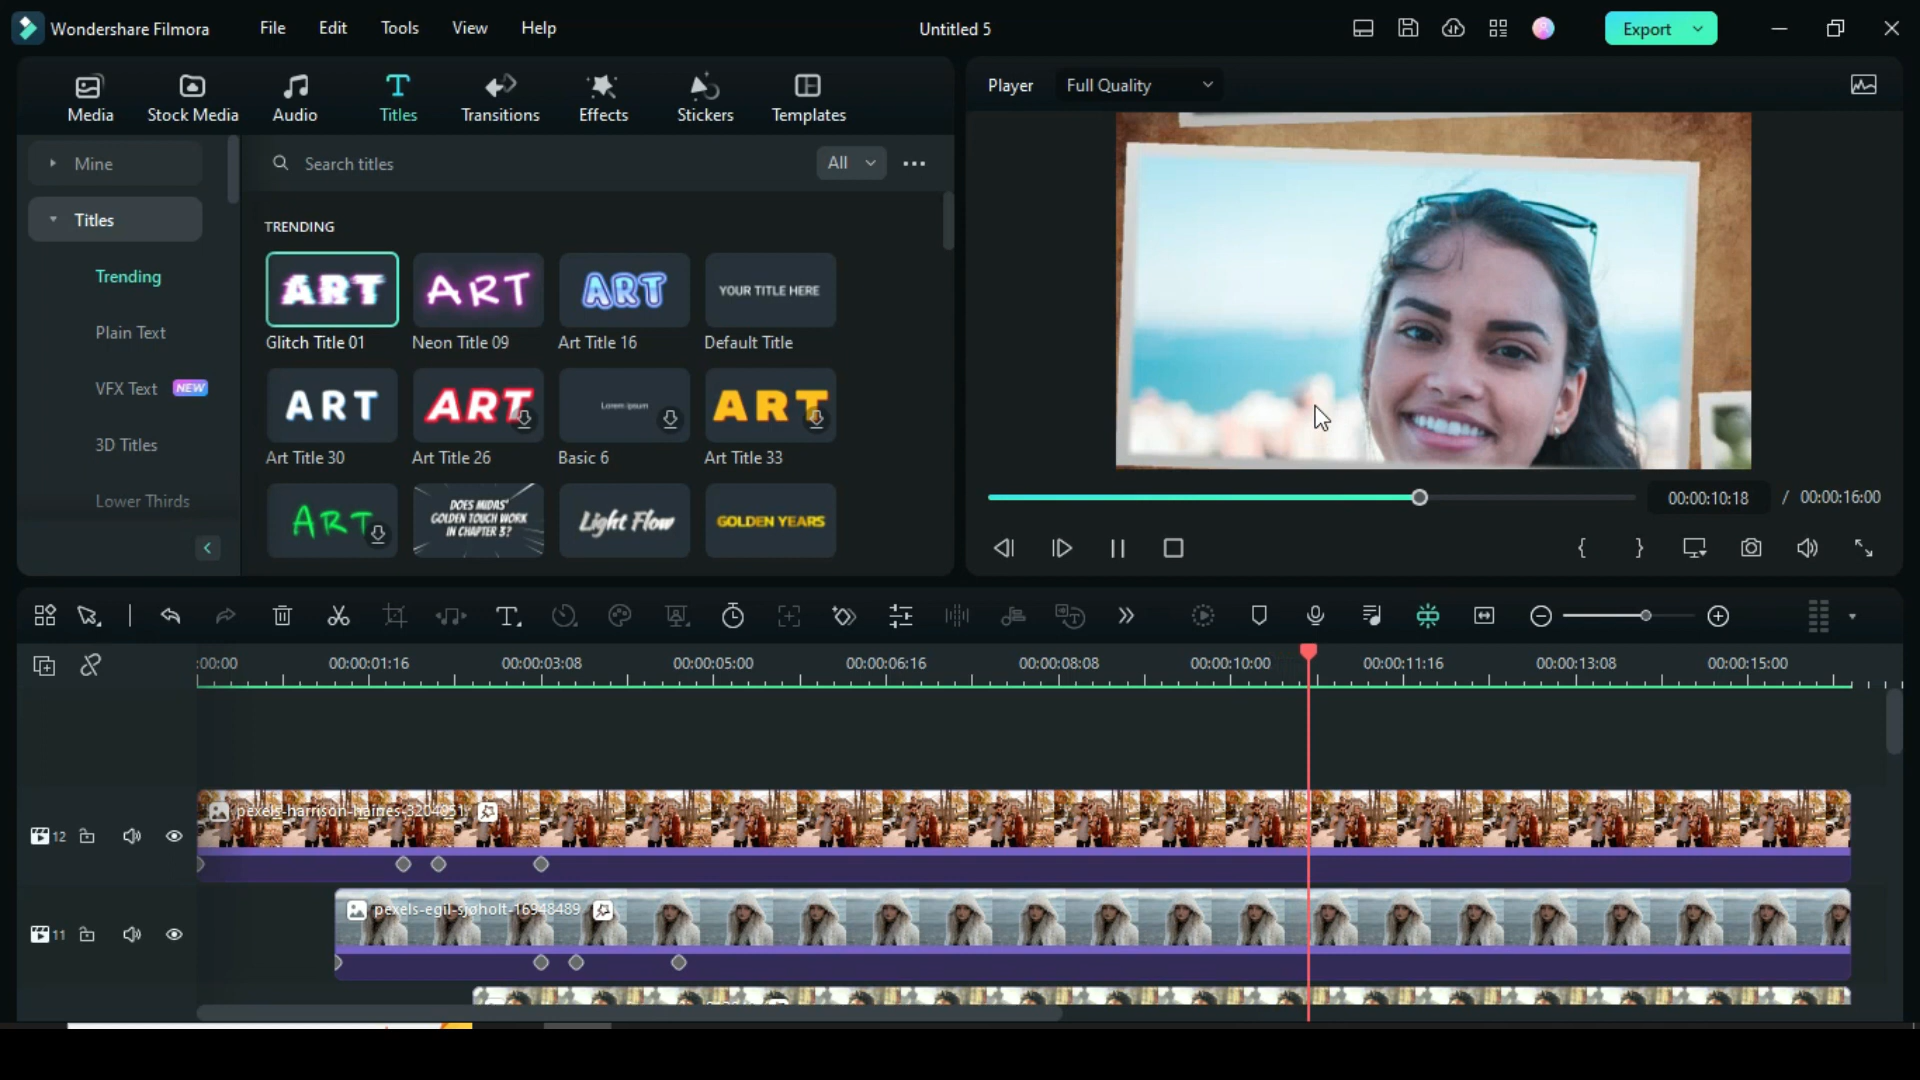 Wondershare Filmora File Edit Tools View Help Untitled 5 Export
Media Stock Media Audio Titles Transitions Effects Stickers Templates
Player Full Quality
Mine
Search titles All
Titles
TRENDING
Trending
Plain Text
VFX Text NEW
3D Titles
Lower Thirds
ART ART ART YOUR TITLE HERE
Glitch Title 01 Neon Title 09 Art Title 16 Default Title
ART ART Lorem ipsum ART
Art Title 30 Art Title 26 Basic 6 Art Title 33
ART
DOES MIDAS'
GOLDEN TOUCH WORK
IN CHAPTER 3?
Light Flow
GOLDEN YEARS
00:00:10:18 / 00:00:16:00
{ }
:00:00 00:00:01:16 00:00:03:08 00:00:05:00 00:00:06:16 00:00:08:08 00:00:10:00 00:00:11:16 00:00:13:08 00:00:15:00
pexels-harrison-haines-3204951
12
pexels-egil-sjøholt-16948489
11